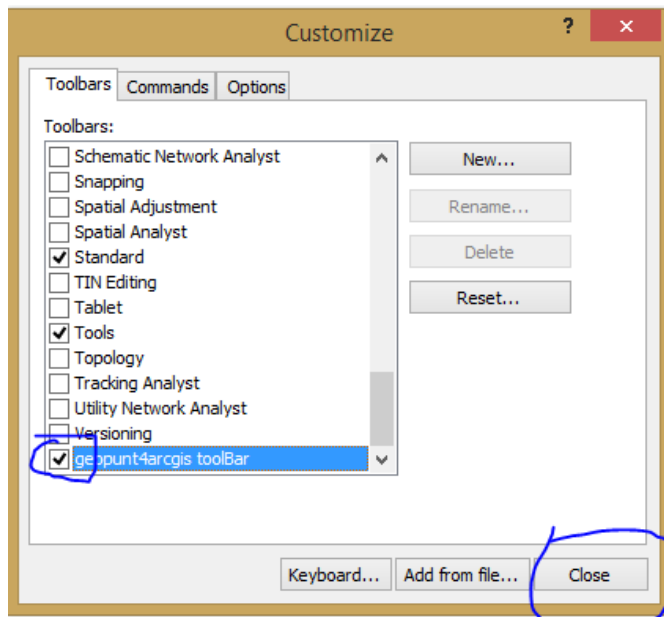 Customize
?
x
Toolbars
Commands
Options
Toolbars:
Schematic Network Analyst
Snapping
Spatial Adjustment
Spatial Analyst
Standard
TIN Editing
Tablet
Tools
Topology
Tracking Analyst
Utility Network Analyst
Versioning
geopunt4arcgis toolBar
New...
Rename...
Delete
Reset...
Keyboard...
Add from file...
Close